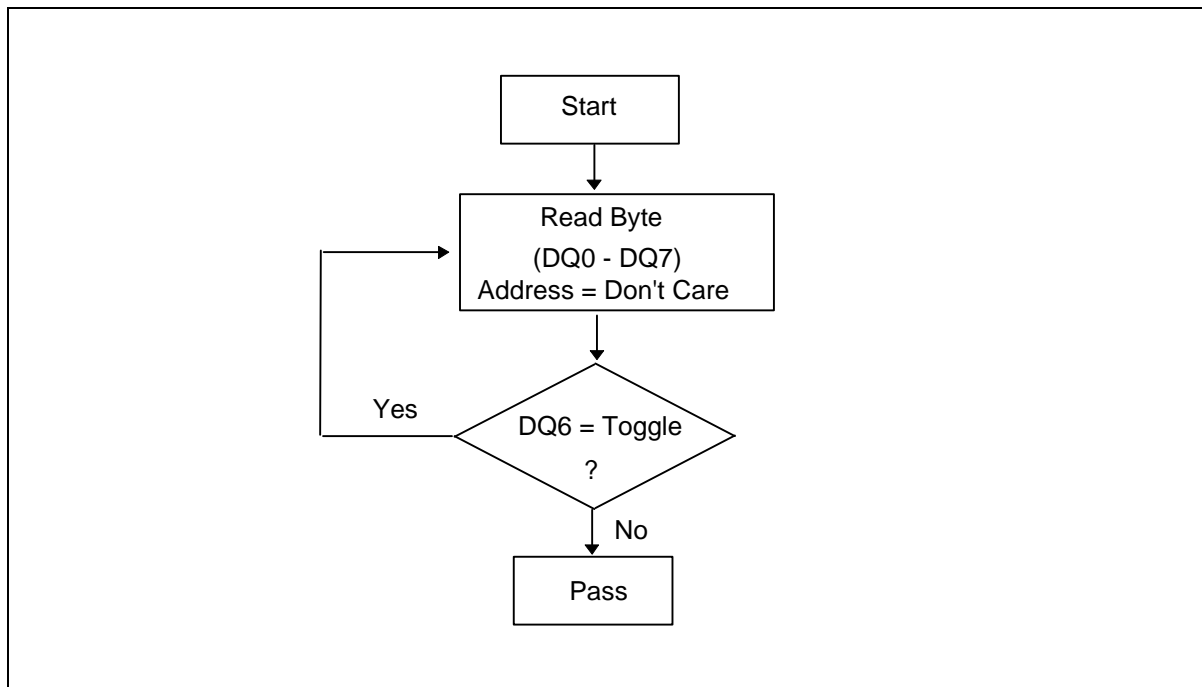 Start
Read Byte
(DQ0 - DQ7)
Address = Don't Care
Yes
DQ6 = Toggle
?
No
Pass